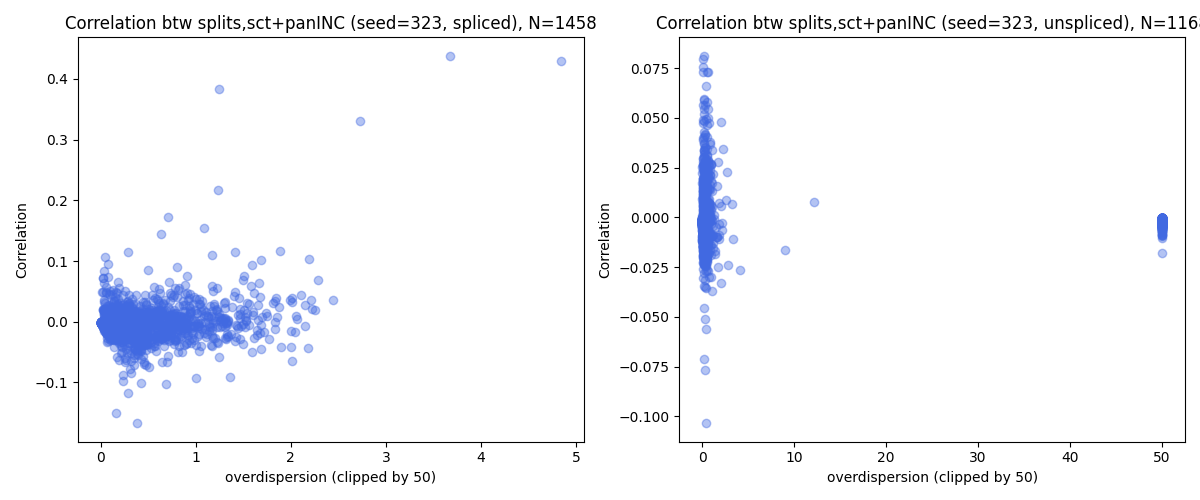 Correlation btw splits,sct+panINC (seed=323, spliced), N=1458
Correlation
0.4
0.3
0.2
0.1
0.0
−0.1
0 1 2 3 4 5
overdispersion (clipped by 50)
Correlation btw splits,sct+panINC (seed=323, unspliced), N=116
Correlation
0.075
0.050
0.025
0.000
−0.025
−0.050
−0.075
−0.100
0 10 20 30 40 50
overdispersion (clipped by 50)